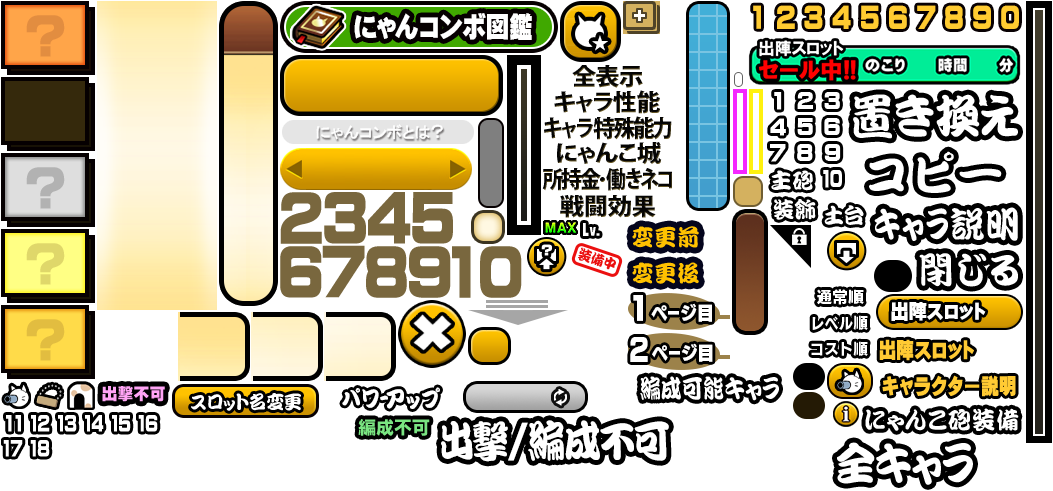 ?
?
?
?
にゃんコンボ図鑑
にゃんコンボとは?
2345
678910
全表示
キャラ性能
キャラ特殊能力
にゃんこ城
所持金・働きネコ
戦闘効果
MAX Lv.
?
装備中
変更前
変更後
1ページ目
2ページ目
編成可能キャラ
1234567890
出陣スロット
セール中!! のこり 時間 分
1 2 3
4 5 6
7 8 9
主砲 10
装飾 土台
置き換え
コピー
キャラ説明
閉じる
通常順
レベル順
コスト順
出陣スロット
出陣スロット
キャラクター説明
にゃんこ砲装備
全キャラ
出撃不可
11 12 13 14 15 16
17 18
スロット名変更
パワーアップ
編成不可
出撃/編成不可